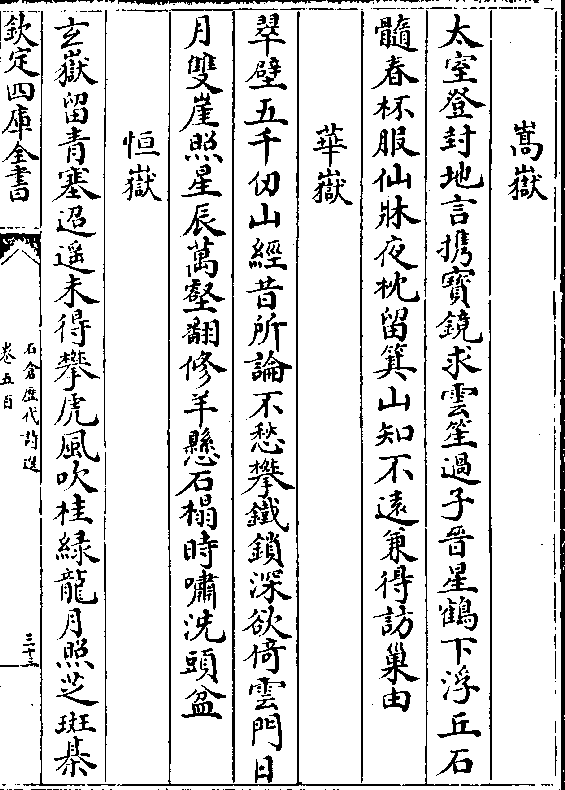 嵩嶽
太室登封地言攜寶鏡求雲笙過子晉星鶴下浮丘石
髓春杯服仙牀夜枕留箕山知不遠兼得訪巢由
華嶽
翠壁五千仞山經昔所論不愁攀鐵鎖深欲倚雲門日
月雙崖照星辰萬壑翻修羊懸石榻時嘯洗頭盆
恒嶽
玄嶽留青塞迢遥未得攀虎風吹桂綠龍月照芝斑棊
欽定四庫全書
石倉歷代詩選
卷五百
三十三